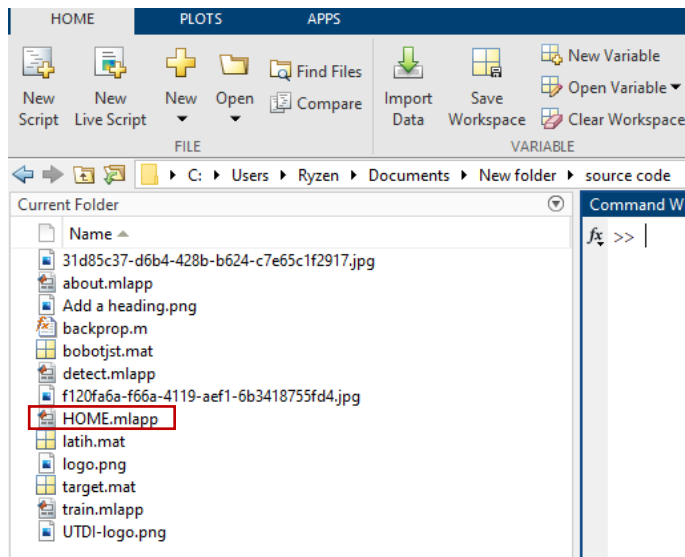 HOME PLOTS APPS
New Script
New Live Script
New
Open
Find Files
Compare
Import Data
Save Workspace
New Variable
Open Variable
Clear Workspace
FILE
VARIABLE
C: Users Ryzen Documents New folder source code
Current Folder
Name
31d85c37-d6b4-428b-b624-c7e65c1f2917.jpg
about.mlapp
Add a heading.png
backprop.m
bobotjst.mat
detect.mlapp
f120fa6a-f66a-4119-aef1-6b3418755fd4.jpg
HOME.mlapp
latih.mat
logo.png
target.mat
train.mlapp
UTDI-logo.png
Command W
fx >>